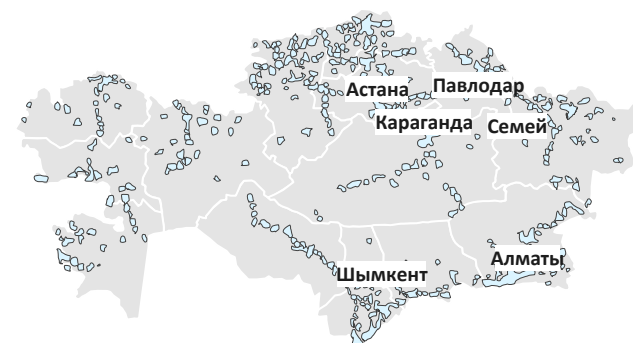 Астана
Павлодар
Караганда
Семей
Алматы
Шымкент